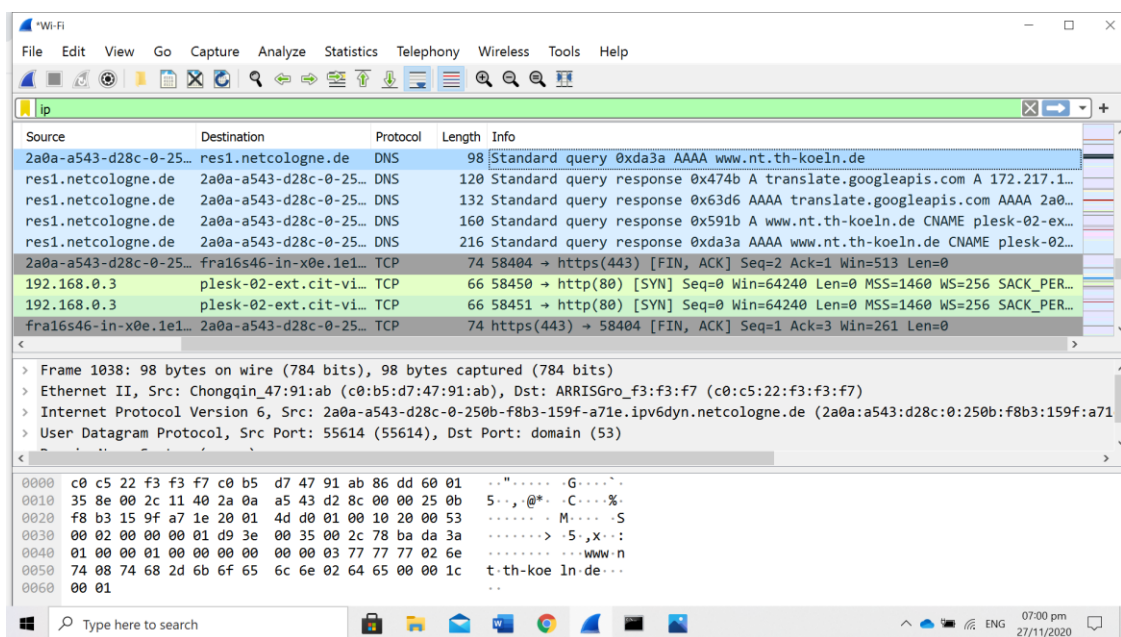 *Wi-Fi
File Edit View Go Capture Analyze Statistics Telephony Wireless Tools Help
ip
Source Destination Protocol Length Info
2a0a-a543-d28c-0-25… res1.netcologne.de DNS 98 Standard query 0xda3a AAAA www.nt.th-koeln.de
res1.netcologne.de 2a0a-a543-d28c-0-25… DNS 120 Standard query response 0x474b A translate.googleapis.com A 172.217.1…
res1.netcologne.de 2a0a-a543-d28c-0-25… DNS 132 Standard query response 0x63d6 AAAA translate.googleapis.com AAAA 2a0…
res1.netcologne.de 2a0a-a543-d28c-0-25… DNS 160 Standard query response 0x591b A www.nt.th-koeln.de CNAME plesk-02-ex…
res1.netcologne.de 2a0a-a543-d28c-0-25… DNS 216 Standard query response 0xda3a AAAA www.nt.th-koeln.de CNAME plesk-02…
2a0a-a543-d28c-0-25… fra16s46-in-x0e.1e1… TCP 74 58404 → https(443) [FIN, ACK] Seq=2 Ack=1 Win=513 Len=0
192.168.0.3 plesk-02-ext.cit-vi… TCP 66 58450 → http(80) [SYN] Seq=0 Win=64240 Len=0 MSS=1460 WS=256 SACK_PER…
192.168.0.3 plesk-02-ext.cit-vi… TCP 66 58451 → http(80) [SYN] Seq=0 Win=64240 Len=0 MSS=1460 WS=256 SACK_PER…
fra16s46-in-x0e.1e1… 2a0a-a543-d28c-0-25… TCP 74 https(443) → 58404 [FIN, ACK] Seq=1 Ack=3 Win=261 Len=0
> Frame 1038: 98 bytes on wire (784 bits), 98 bytes captured (784 bits)
> Ethernet II, Src: Chongqin_47:91:ab (c0:b5:d7:47:91:ab), Dst: ARRISGro_f3:f3:f7 (c0:c5:22:f3:f3:f7)
> Internet Protocol Version 6, Src: 2a0a-a543-d28c-0-250b-f8b3-159f-a71e.ipv6dyn.netcologne.de (2a0a:a543:d28c:0:250b:f8b3:159f:a71
> User Datagram Protocol, Src Port: 55614 (55614), Dst Port: domain (53)
0000 c0 c5 22 f3 f3 f7 c0 b5 d7 47 91 ab 86 dd 60 01 ··"····· ·G····`·
0010 35 8e 00 2c 11 40 2a 0a a5 43 d2 8c 00 00 25 0b 5··,·@*· ·C····%·
0020 f8 b3 15 9f a7 1e 20 01 4d d0 01 00 10 20 00 53 ······ · M···· ·S
0030 00 02 00 00 00 01 d9 3e 00 35 00 2c 78 ba da 3a ·······> ·5·,x··:
0040 01 00 00 01 00 00 00 00 00 00 03 77 77 77 02 6e ········ ···www·n
0050 74 08 74 68 2d 6b 6f 65 6c 6e 02 64 65 00 00 1c t·th-koe ln·de···
0060 00 01 ··
Type here to search ENG 07:00 pm
27/11/2020